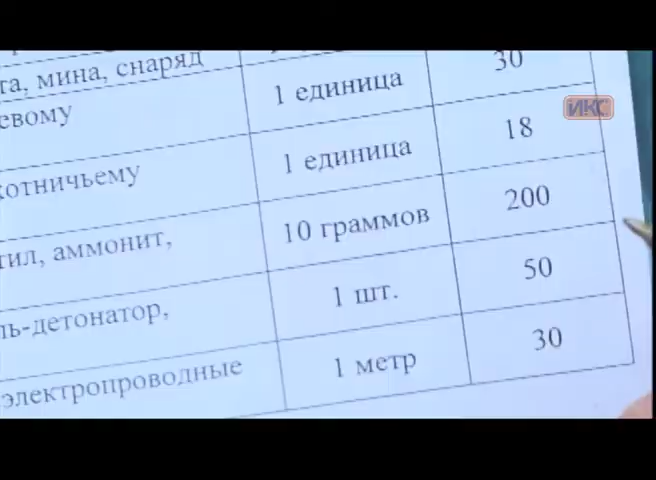 та, мина, снаряд
30
евому 1 единица
ИКС
18
отничьему 1 единица
200
тил, аммонит, 10 граммов
50
ль-детонатор, 1 шт.
30
электропроводные 1 метр